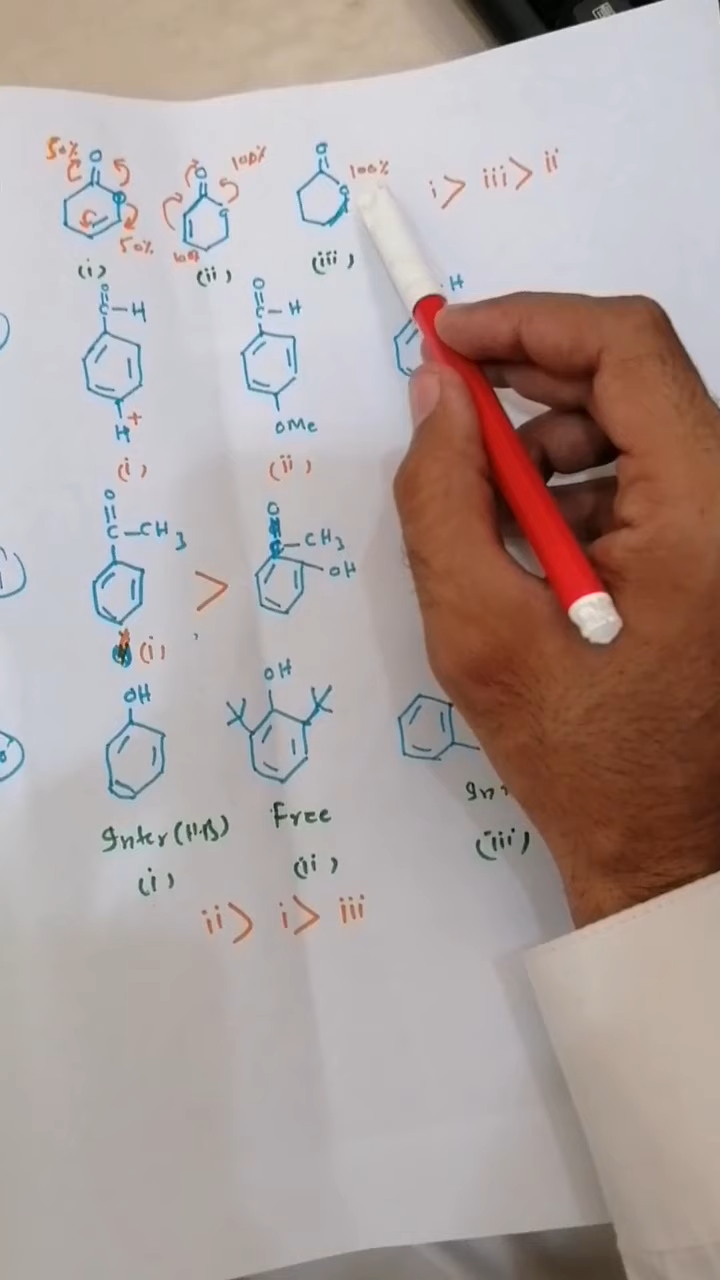 50% O 100% O 100% i > iii > ii
O 50% 100
(i) (ii) (iii)
O O
C-H C-H H
H+ OMe
(i) (ii)
O O
C-CH3 > C-CH3
OH
(i)
OH OH
Inter(H.B) Free
(i) (ii) (iii)
ii > i > iii